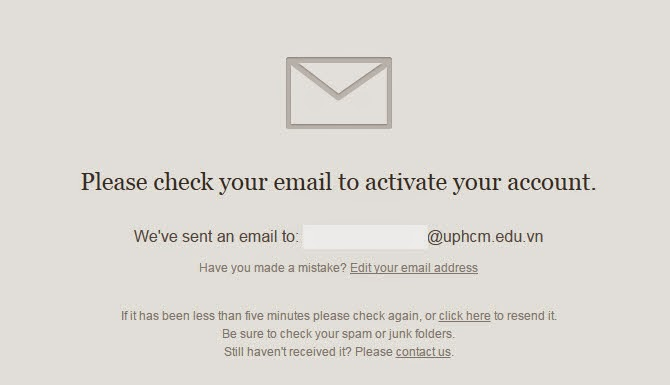 Please check your email to activate your account.
We've sent an email to: @uphcm.edu.vn
Have you made a mistake? Edit your email address
If it has been less than five minutes please check again, or click here to resend it.
Be sure to check your spam or junk folders.
Still haven't received it? Please contact us.